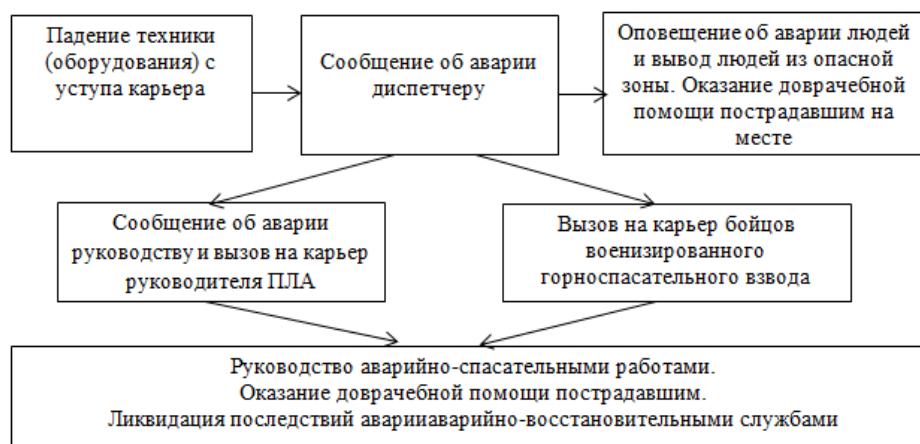 Падение техники
(оборудования) с
уступа карьера
Сообщение об аварии
диспетчеру
Оповещение об аварии людей
и вывод людей из опасной
зоны. Оказание доврачебной
помощи пострадавшим на
месте
Сообщение об аварии
руководству и вызов на карьер
руководителя ПЛА
Вызов на карьер бойцов
военизированного
горноспасательного взвода
Руководство аварийно-спасательными работами.
Оказание доврачебной помощи пострадавшим.
Ликвидация последствий аварииаварийно-восстановительными службами